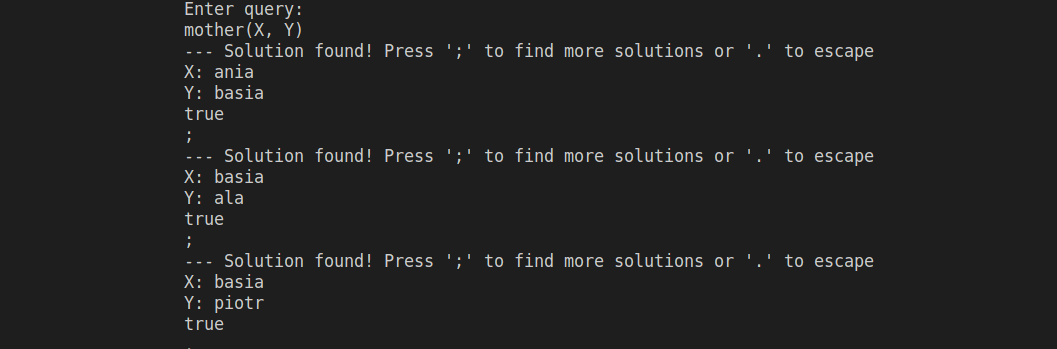 Enter query:
mother(X, Y)
--- Solution found! Press ';' to find more solutions or '.' to escape
X: ania
Y: basia
true
;
--- Solution found! Press ';' to find more solutions or '.' to escape
X: basia
Y: ala
true
;
--- Solution found! Press ';' to find more solutions or '.' to escape
X: basia
Y: piotr
true